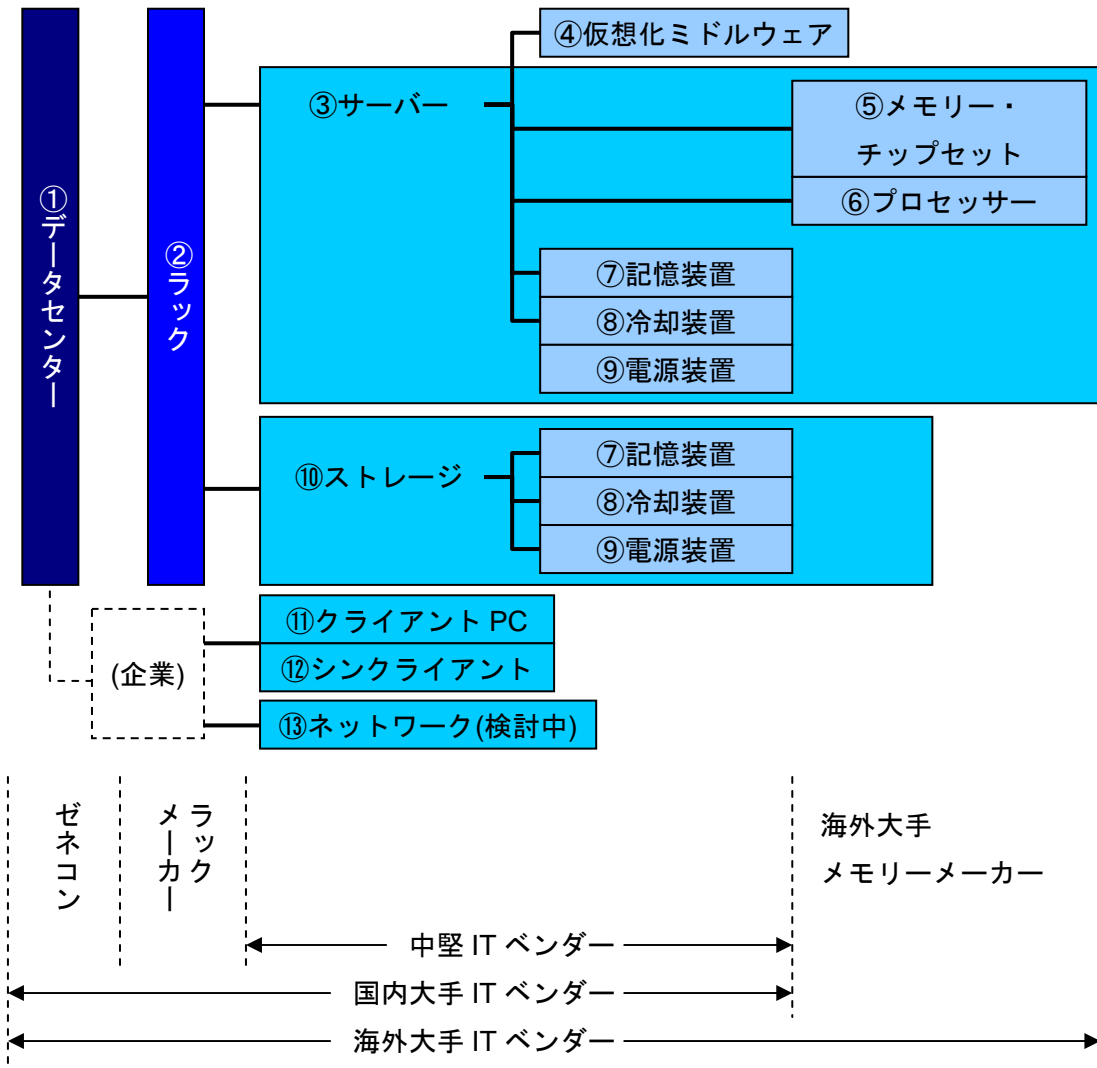 ①データセンター
②ラック
③サーバー
④仮想化ミドルウェア
⑤メモリー・
チップセット
⑥プロセッサー
⑦記憶装置
⑧冷却装置
⑨電源装置
⑩ストレージ
⑦記憶装置
⑧冷却装置
⑨電源装置
(企業)
⑪クライアント PC
⑫シンクライアント
⑬ネットワーク(検討中)
ゼネコン
ラック
メーカー
海外大手
メモリーメーカー
中堅 IT ベンダー
国内大手 IT ベンダー
海外大手 IT ベンダー